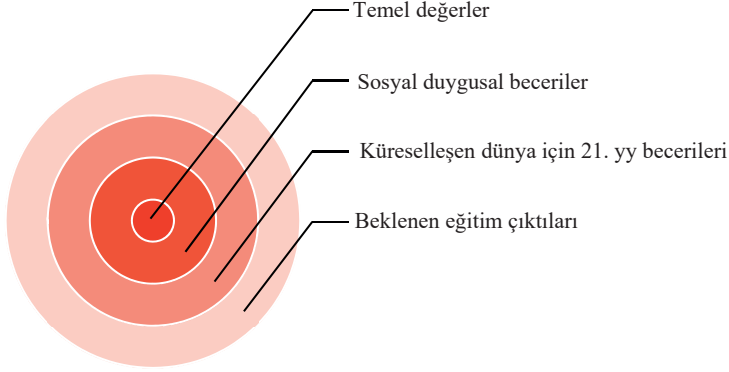 Temel değerler
Sosyal duygusal beceriler
Küreselleşen dünya için 21. yy becerileri
Beklenen eğitim çıktıları